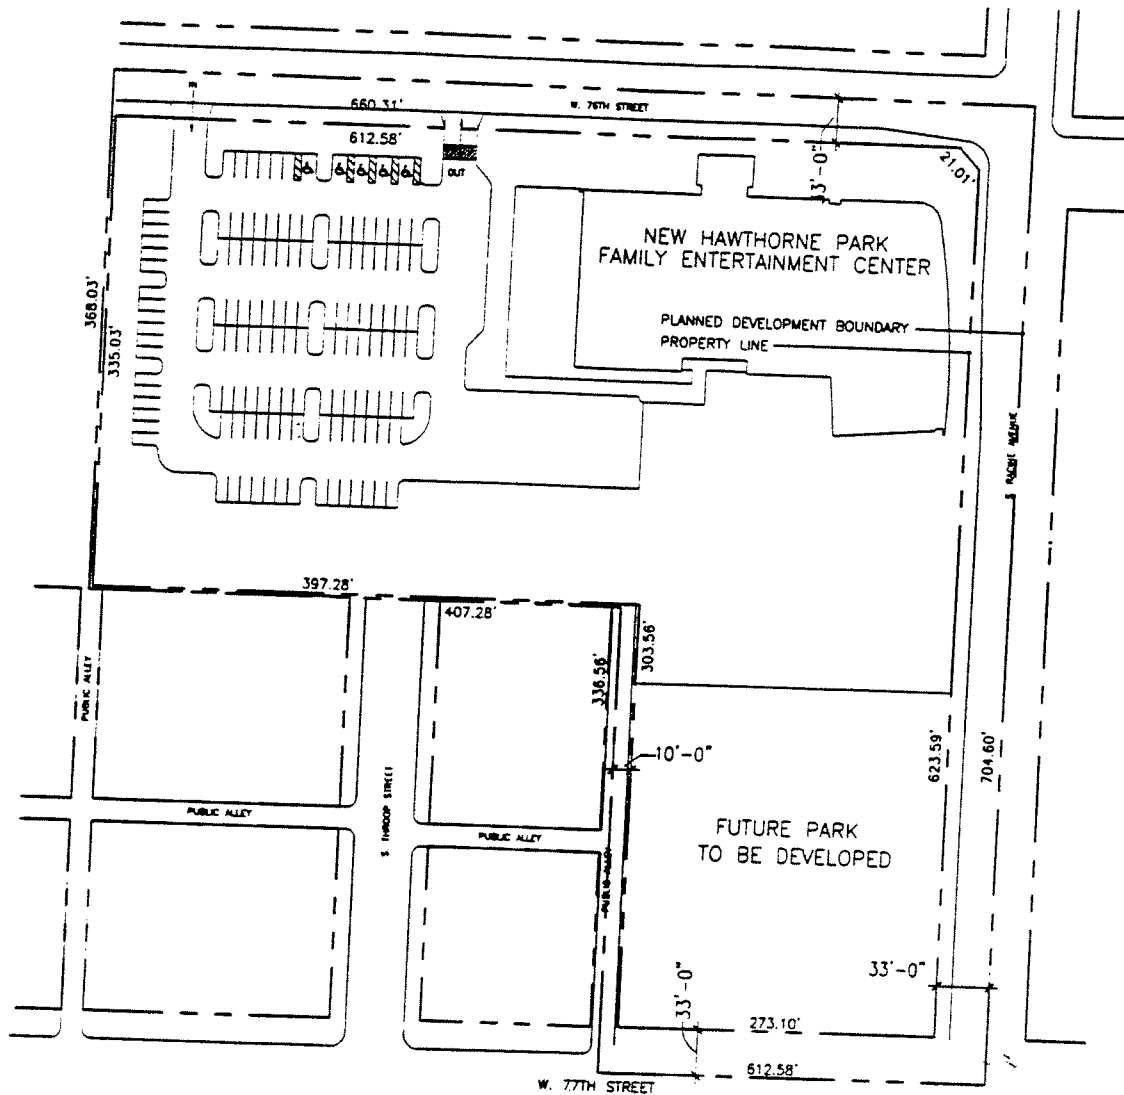 W. 76TH STREET
660.31'
612.58'
OUT
33'-0"
21.01'
NEW HAWTHORNE PARK
FAMILY ENTERTAINMENT CENTER
PLANNED DEVELOPMENT BOUNDARY
PROPERTY LINE
368.03'
335.03'
S RACINE AVENUE
397.28'
407.28'
303.56'
336.56'
PUBLIC ALLEY
10'-0"
623.59'
704.60'
S. THROOP STREET
PUBLIC ALLEY
PUBLIC ALLEY
PUBLIC ALLEY
FUTURE PARK
TO BE DEVELOPED
33'-0"
33'-0"
273.10'
612.58'
W. 77TH STREET